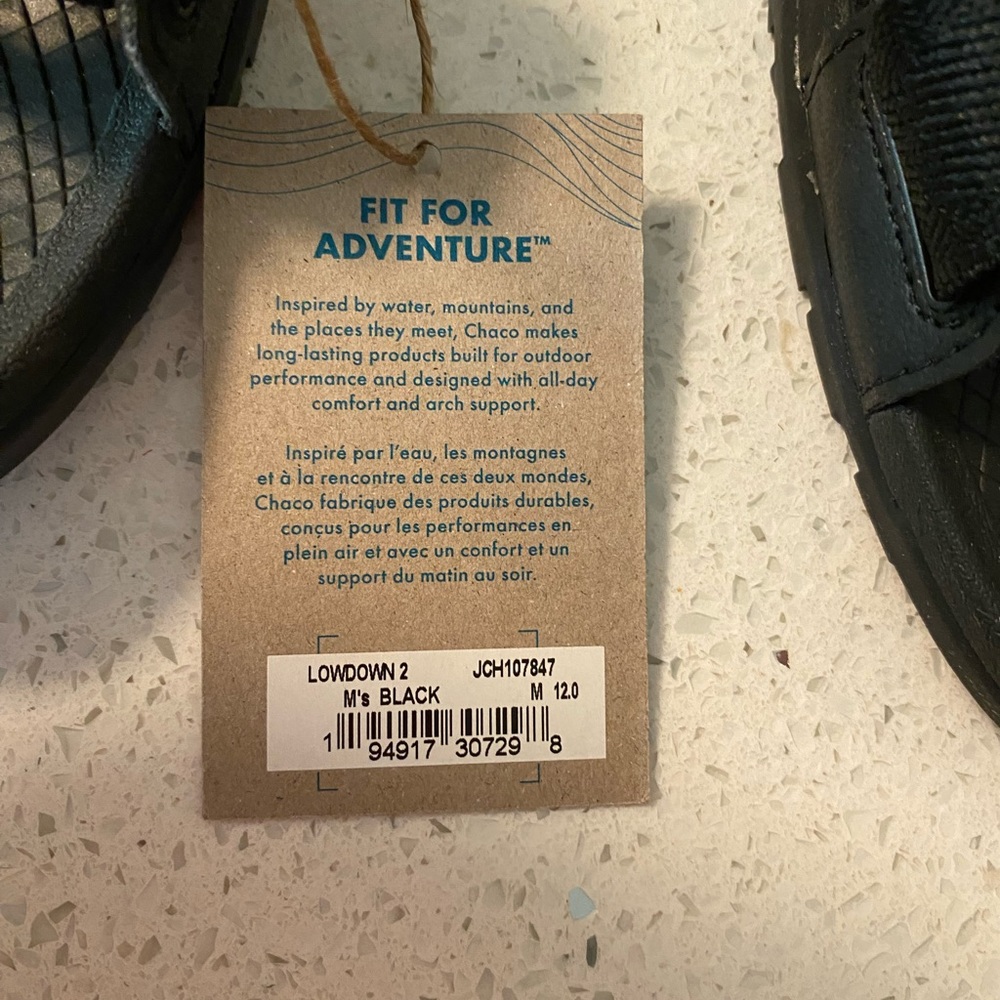 FIT FOR
ADVENTURE™
Inspired by water, mountains, and
the places they meet, Chaco makes
long-lasting products built for outdoor
performance and designed with all-day
comfort and arch support.
Inspiré par l'eau, les montagnes
et à la rencontre de ces deux mondes,
Chaco fabrique des produits durables,
conçus pour les performances en
plein air et avec un confort et un
support du matin au soir.
LOWDOWN 2 JCH107847
M's BLACK M 12.0
1 94917 30729 8